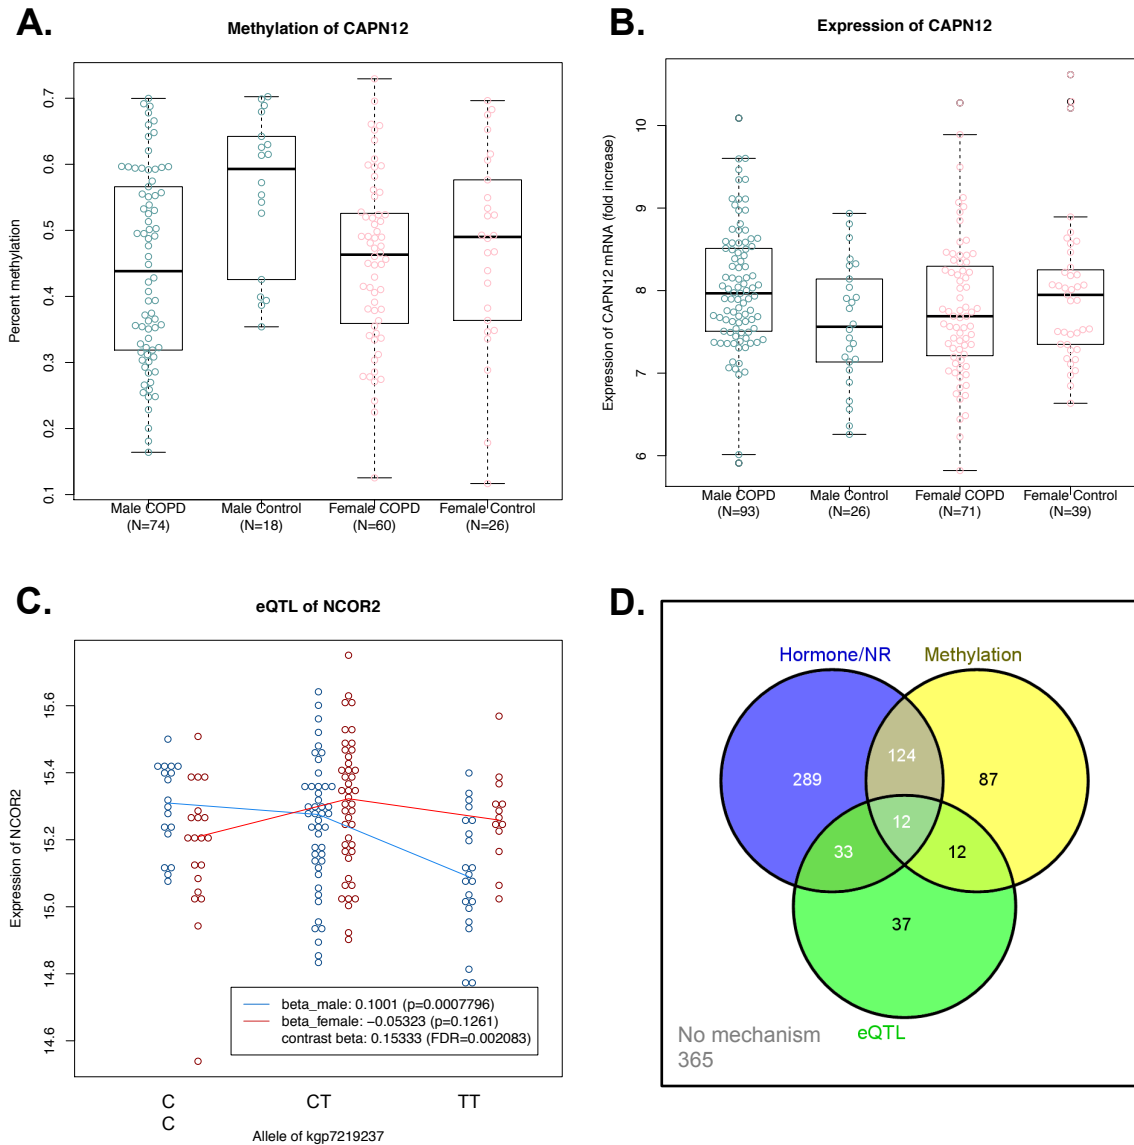 A.
Methylation of CAPN12
Percent methylation
0.7
0.6
0.5
0.4
0.3
0.2
0.1
Male COPD
(N=74)
Male Control
(N=18)
Female COPD
(N=60)
Female Control
(N=26)
B.
Expression of CAPN12
Expression of CAPN12 mRNA (fold increase)
10
9
8
7
6
Male COPD
(N=93)
Male Control
(N=26)
Female COPD
(N=71)
Female Control
(N=39)
C.
eQTL of NCOR2
Expression of NCOR2
15.6
15.4
15.2
15.0
14.8
14.6
beta_male: 0.1001 (p=0.0007796)
beta_female: −0.05323 (p=0.1261)
contrast beta: 0.15333 (FDR=0.002083)
C
C
CT
TT
Allele of kgp7219237
D.
Hormone/NR
Methylation
124
289
87
12
33
12
37
eQTL
No mechanism
365